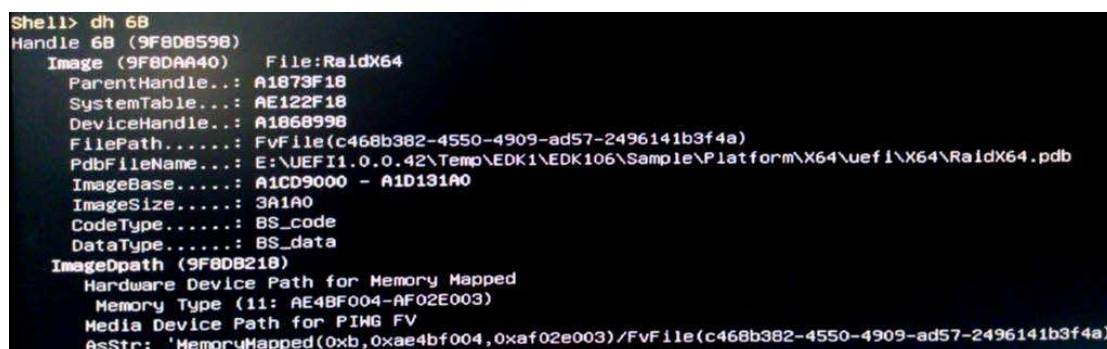 Shell> dh 6B
Handle 6B (9F8DB598)
Image (9F8DAA40) File:RaidX64
ParentHandle..: A1873F18
SystemTable...: AE122F18
DeviceHandle..: A1868998
FilePath......: FvFile(c468b382-4550-4909-ad57-2496141b3f4a)
PdbFileName...: E:\UEFI1.0.0.42\Temp\EDK1\EDK106\Sample\Platform\X64\uefi\X64\RaidX64.pdb
ImageBase.....: A1CD9000 - A1D131A0
ImageSize.....: 3A1A0
CodeType......: BS_code
DataType......: BS_data
ImageDpath (9F8DB218)
Hardware Device Path for Memory Mapped
Memory Type (11: AE4BF004-AF02E003)
Media Device Path for PIWG FV
AsStr: 'MemoryMapped(0xb,0xae4bf004,0xaf02e003)/FvFile(c468b382-4550-4909-ad57-2496141b3f4a)